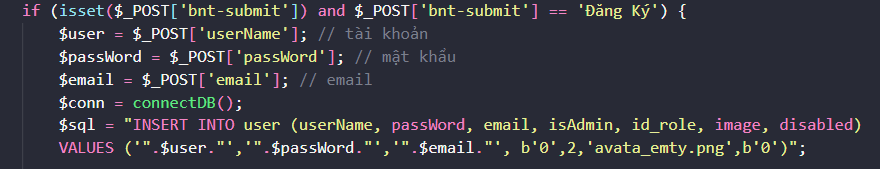 if (isset($_POST['bnt-submit']) and $_POST['bnt-submit'] == 'Đăng Ký') {
$user = $_POST['userName']; // tài khoản
$passWord = $_POST['passWord']; // mật khẩu
$email = $_POST['email']; // email
$conn = connectDB();
$sql = "INSERT INTO user (userName, passWord, email, isAdmin, id_role, image, disabled)
VALUES ('".$user."','".$passWord."','".$email."', b'0',2,'avata_emty.png',b'0')";